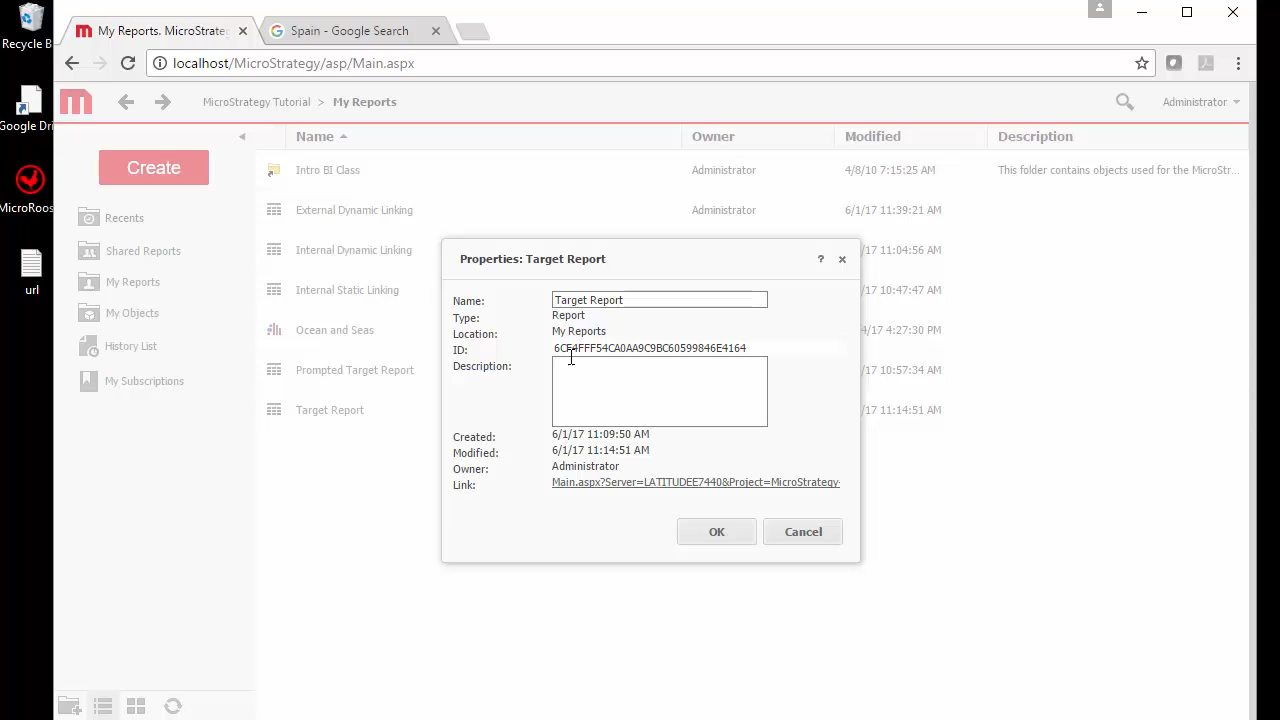 Recycle B
Google Dri
MicroRoos
url
My Reports. MicroStrate
Spain - Google Search
localhost/MicroStrategy/asp/Main.aspx
MicroStrategy Tutorial > My Reports
Administrator
Create
Recents
Shared Reports
My Reports
My Objects
History List
My Subscriptions
Name Owner Modified Description
Intro BI Class Administrator 4/8/10 7:15:25 AM This folder contains objects used for the MicroStr...
External Dynamic Linking Administrator 6/1/17 11:39:21 AM
Internal Dynamic Linking /17 11:04:56 AM
Internal Static Linking /17 10:47:47 AM
Ocean and Seas 4/17 4:27:30 PM
Prompted Target Report /17 10:57:34 AM
Target Report /17 11:14:51 AM
Properties: Target Report ?
Name: Target Report
Type: Report
Location: My Reports
ID: 6CE4FFF54CA0AA9C9BC60599846E4164
Description:
Created: 6/1/17 11:09:50 AM
Modified: 6/1/17 11:14:51 AM
Owner: Administrator
Link: Main.aspx?Server=LATITUDEE7440&Project=MicroStrategy
OK Cancel